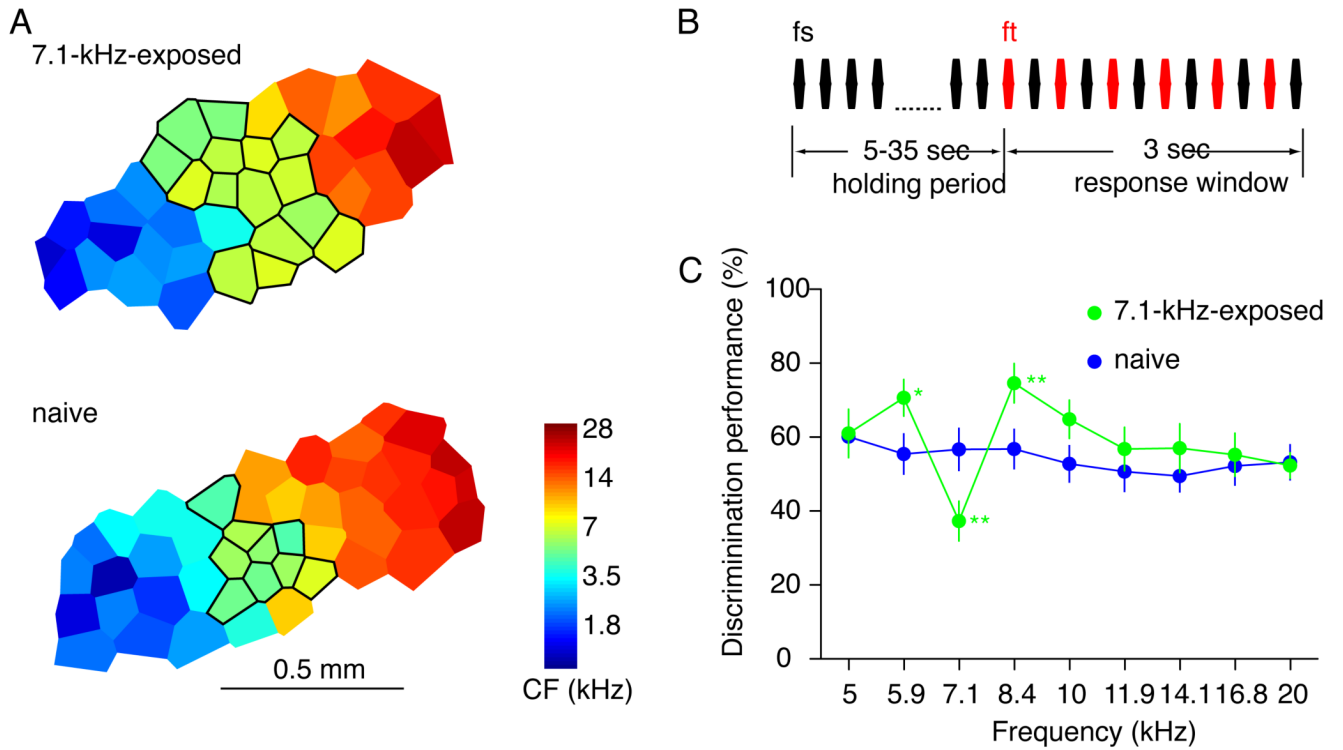 A
7.1-kHz-exposed
naive
0.5 mm
28
14
7
3.5
1.8
CF (kHz)
B
fs
ft
.......
5-35 sec
holding period
3 sec
response window
C
Discrimination performance (%)
100
80
60
40
20
0
7.1-kHz-exposed
naive
*
**
**
5 5.9 7.1 8.4 10 11.9 14.1 16.8 20
Frequency (kHz)